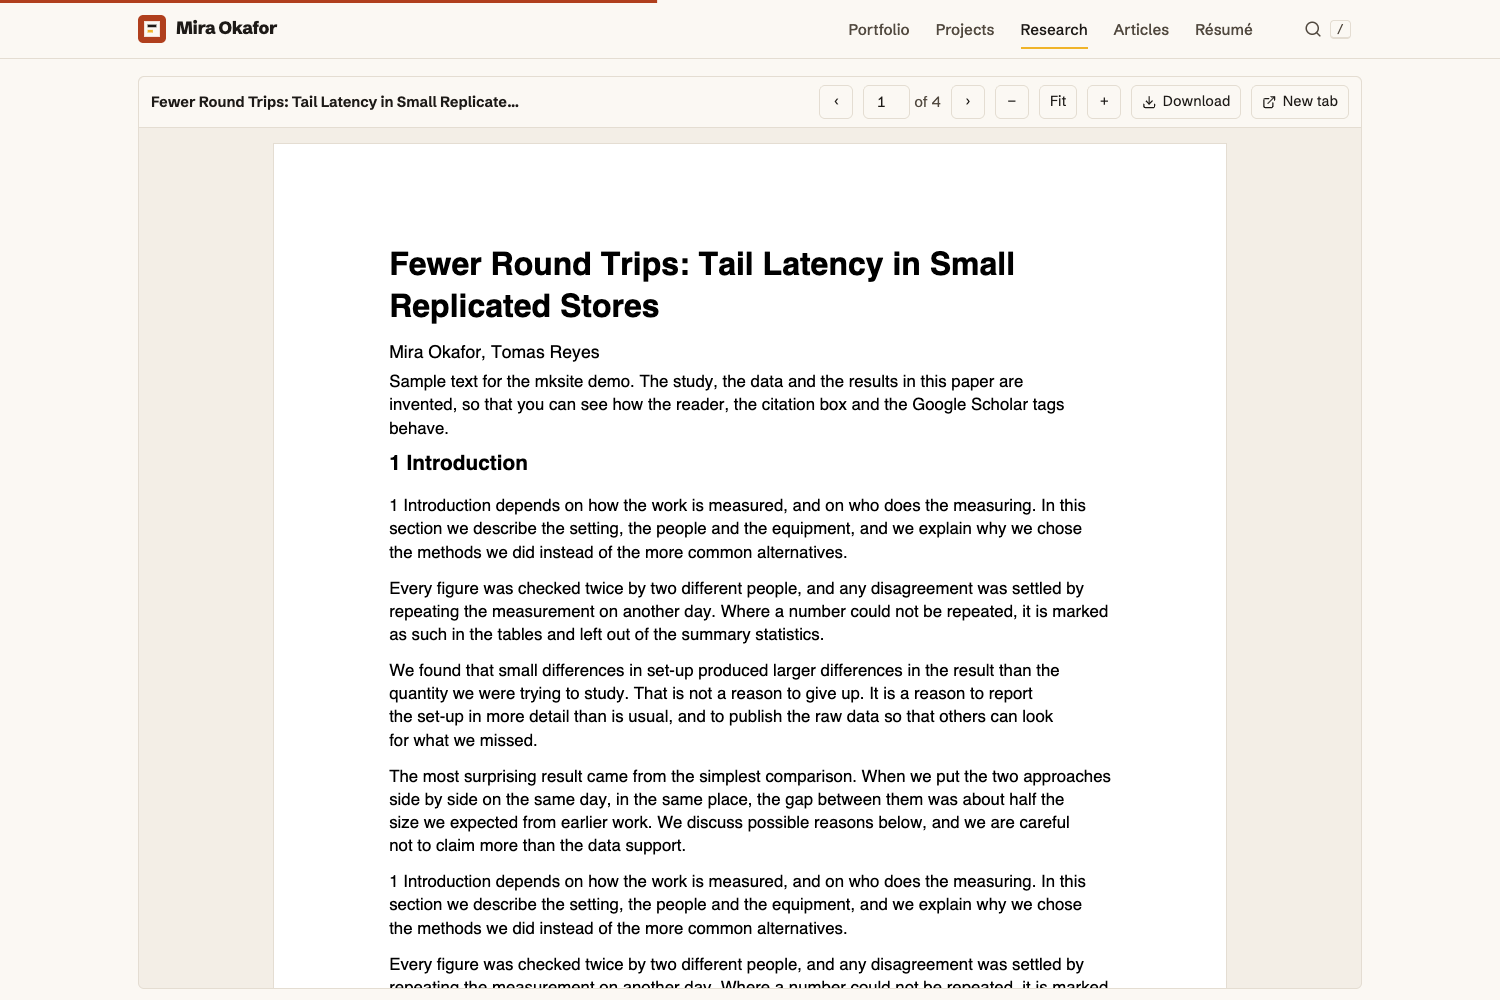 Mira Okafor
Portfolio Projects Research Articles Résumé /
Fewer Round Trips: Tail Latency in Small Replicate...
‹ 1 of 4 › − Fit + Download New tab
Fewer Round Trips: Tail Latency in Small
Replicated Stores
Mira Okafor, Tomas Reyes
Sample text for the mksite demo. The study, the data and the results in this paper are
invented, so that you can see how the reader, the citation box and the Google Scholar tags
behave.
1 Introduction
1 Introduction depends on how the work is measured, and on who does the measuring. In this
section we describe the setting, the people and the equipment, and we explain why we chose
the methods we did instead of the more common alternatives.
Every figure was checked twice by two different people, and any disagreement was settled by
repeating the measurement on another day. Where a number could not be repeated, it is marked
as such in the tables and left out of the summary statistics.
We found that small differences in set-up produced larger differences in the result than the
quantity we were trying to study. That is not a reason to give up. It is a reason to report
the set-up in more detail than is usual, and to publish the raw data so that others can look
for what we missed.
The most surprising result came from the simplest comparison. When we put the two approaches
side by side on the same day, in the same place, the gap between them was about half the
size we expected from earlier work. We discuss possible reasons below, and we are careful
not to claim more than the data support.
1 Introduction depends on how the work is measured, and on who does the measuring. In this
section we describe the setting, the people and the equipment, and we explain why we chose
the methods we did instead of the more common alternatives.
Every figure was checked twice by two different people, and any disagreement was settled by
repeating the measurement on another day. Where a number could not be repeated, it is marked